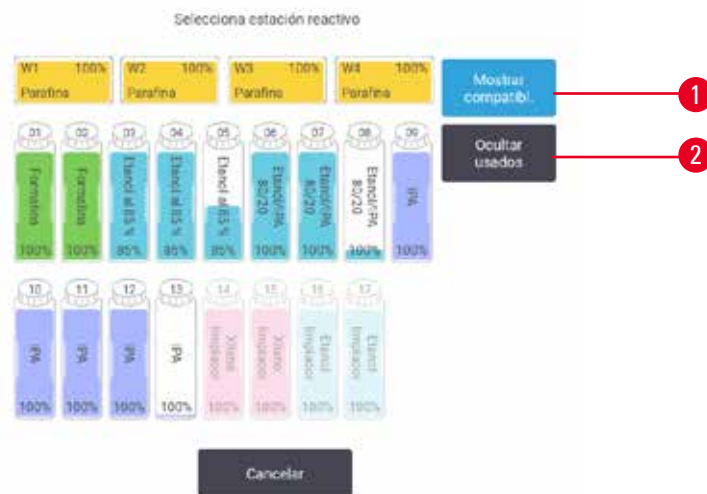 Selecciona estación reactivo
W1 100%
Parafina
W2 100%
Parafina
W3 100%
Parafina
W4 100%
Parafina
Mostrar
compatibl.
1
Ocultar
usados
2
01
Formalina
100%
02
Formalina
100%
03
Etanol al 85 %
85%
04
Etanol al 85 %
85%
05
Etanol al 85 %
85%
06
Etanol/IPA
80/20
100%
07
Etanol/IPA
80/20
100%
08
Etanol/IPA
80/20
100%
09
IPA
100%
10
IPA
100%
11
IPA
100%
12
IPA
100%
13
IPA
100%
14
Xileno
limpiador
100%
15
Xileno
limpiador
100%
16
Etanol
limpiador
100%
17
Etanol
limpiador
100%
Cancelar